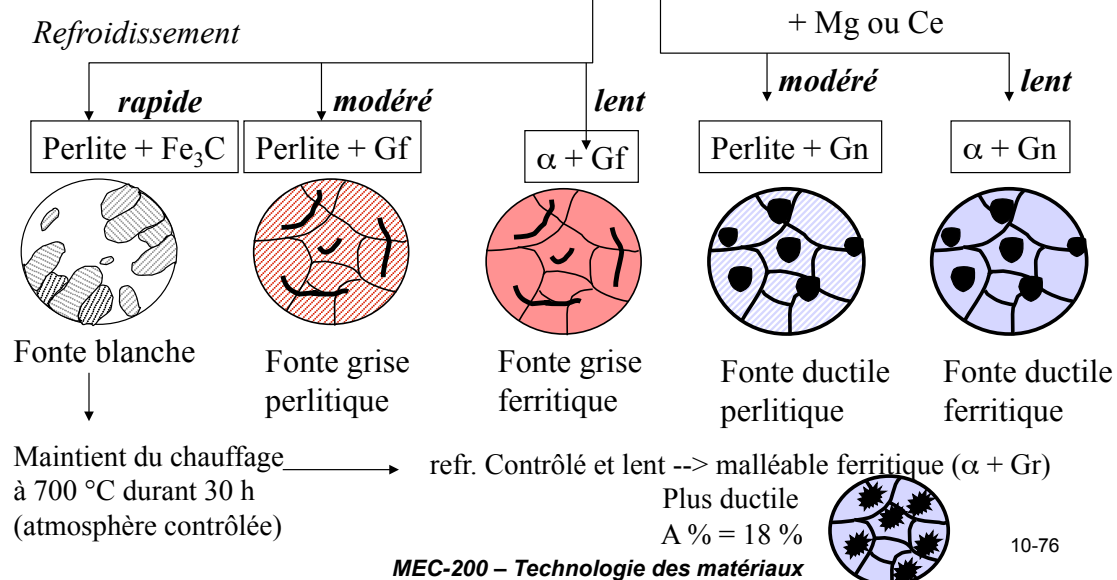 Refroidissement
+ Mg ou Ce
rapide
modéré
lent
modéré
lent
Perlite + Fe₃C
Perlite + Gf
α + Gf
Perlite + Gn
α + Gn
Fonte blanche
Fonte grise
perlitique
Fonte grise
ferritique
Fonte ductile
perlitique
Fonte ductile
ferritique
Maintient du chauffage
à 700 °C durant 30 h
(atmosphère contrôlée)
refr. Contrôlé et lent --> malléable ferritique (α + Gr)
Plus ductile
A % = 18 %
10-76
MEC-200 – Technologie des matériaux